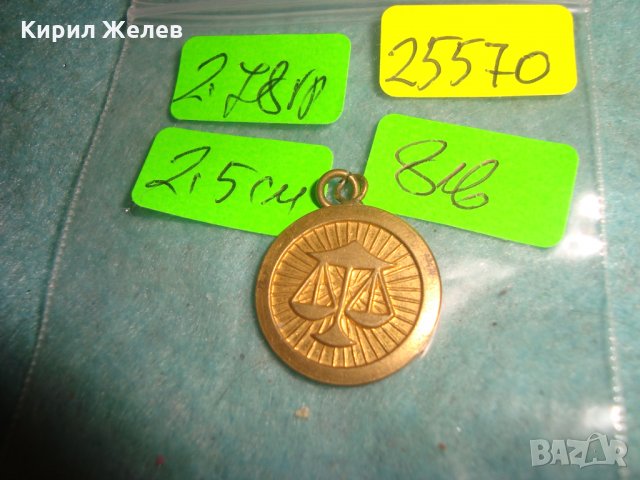 Кирил Желев
2.78гр
25570
2.5см
8лв
BAZAR